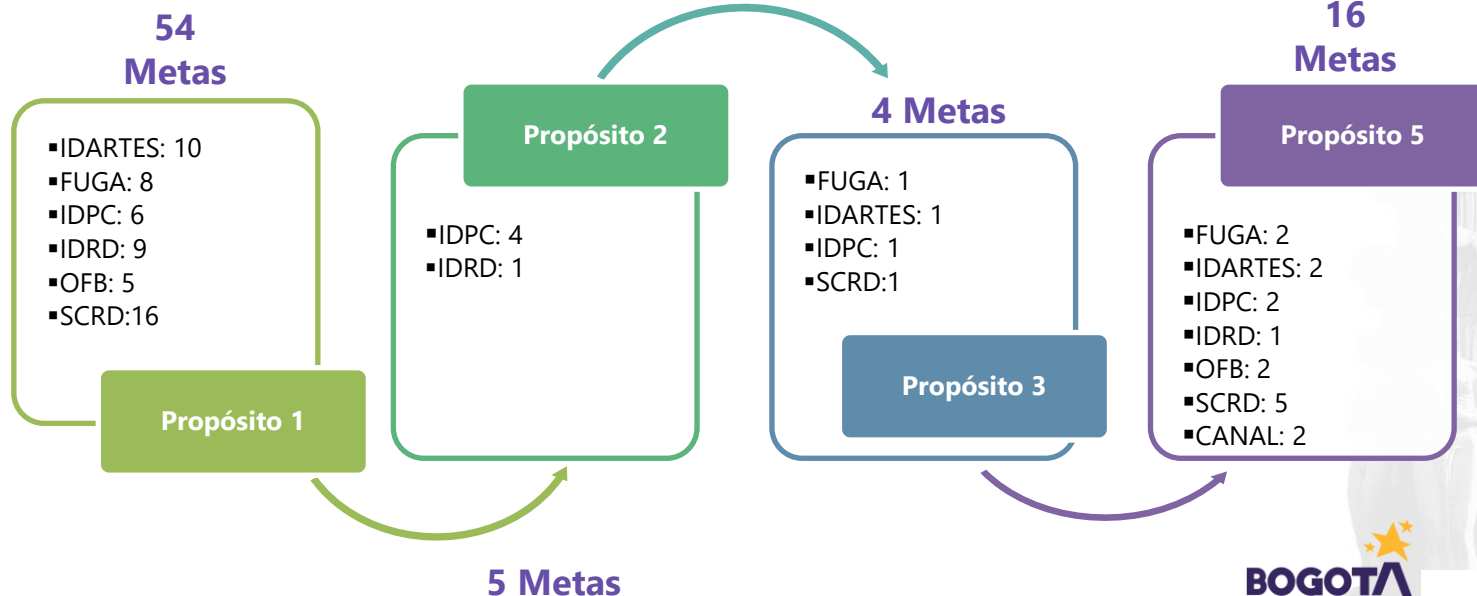 54
Metas
▪IDARTES: 10
▪FUGA: 8
▪IDPC: 6
▪IDRD: 9
▪OFB: 5
▪SCRD:16
Propósito 1
Propósito 2
▪IDPC: 4
▪IDRD: 1
5 Metas
4 Metas
▪FUGA: 1
▪IDARTES: 1
▪IDPC: 1
▪SCRD:1
Propósito 3
16
Metas
Propósito 5
▪FUGA: 2
▪IDARTES: 2
▪IDPC: 2
▪IDRD: 1
▪OFB: 2
▪SCRD: 5
▪CANAL: 2
BOGOTÁ